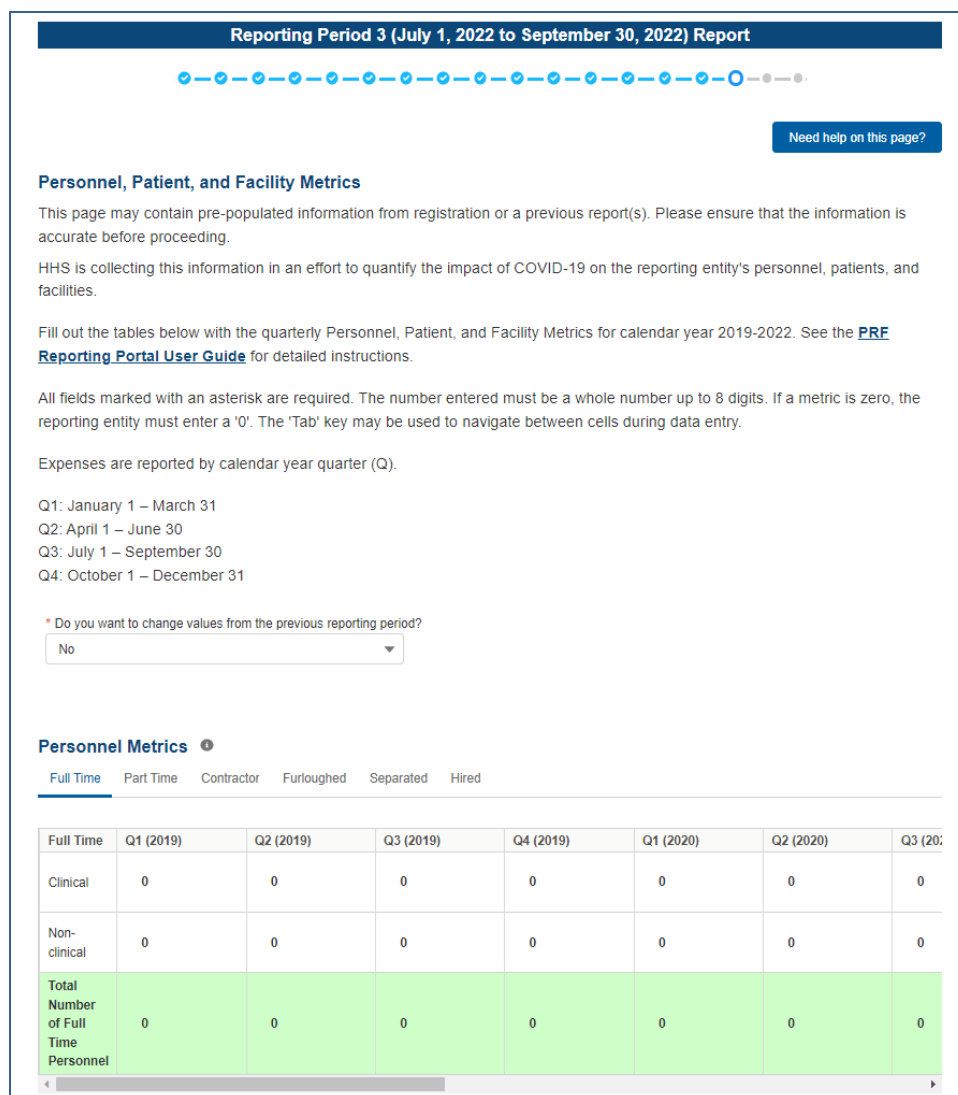 Reporting Period 3 (July 1, 2022 to September 30, 2022) Report
Need help on this page?
Personnel, Patient, and Facility Metrics
This page may contain pre-populated information from registration or a previous report(s). Please ensure that the information is
accurate before proceeding.
HHS is collecting this information in an effort to quantify the impact of COVID-19 on the reporting entity's personnel, patients, and
facilities.
Fill out the tables below with the quarterly Personnel, Patient, and Facility Metrics for calendar year 2019-2022. See the PRF
Reporting Portal User Guide for detailed instructions.
All fields marked with an asterisk are required. The number entered must be a whole number up to 8 digits. If a metric is zero, the
reporting entity must enter a '0'. The 'Tab' key may be used to navigate between cells during data entry.
Expenses are reported by calendar year quarter (Q).
Q1: January 1 – March 31
Q2: April 1 – June 30
Q3: July 1 – September 30
Q4: October 1 – December 31
* Do you want to change values from the previous reporting period?
No
Personnel Metrics
Full Time Part Time Contractor Furloughed Separated Hired
Full Time Q1 (2019) Q2 (2019) Q3 (2019) Q4 (2019) Q1 (2020) Q2 (2020) Q3 (202
Clinical 0 0 0 0 0 0 0
Non-
clinical 0 0 0 0 0 0 0
Total
Number
of Full 0 0 0 0 0 0 0
Time
Personnel